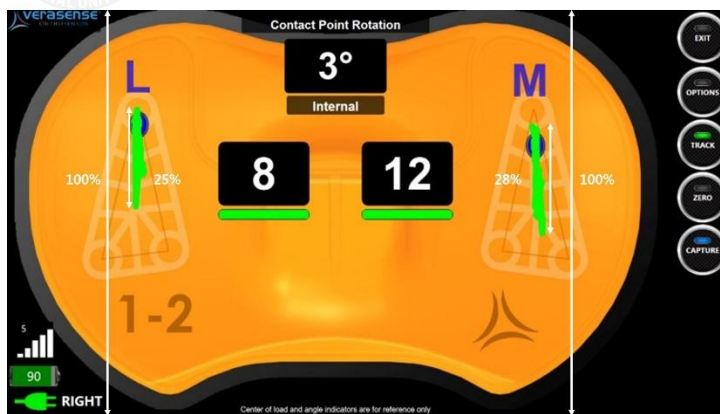 VERASENSE
Contact Point Rotation
3°
Internal
L
M
8
12
100%
25%
28%
100%
1-2
5
90
RIGHT
EXIT
OPTIONS
TRACK
ZERO
CAPTURE
Center of load and angle indicators are for reference only